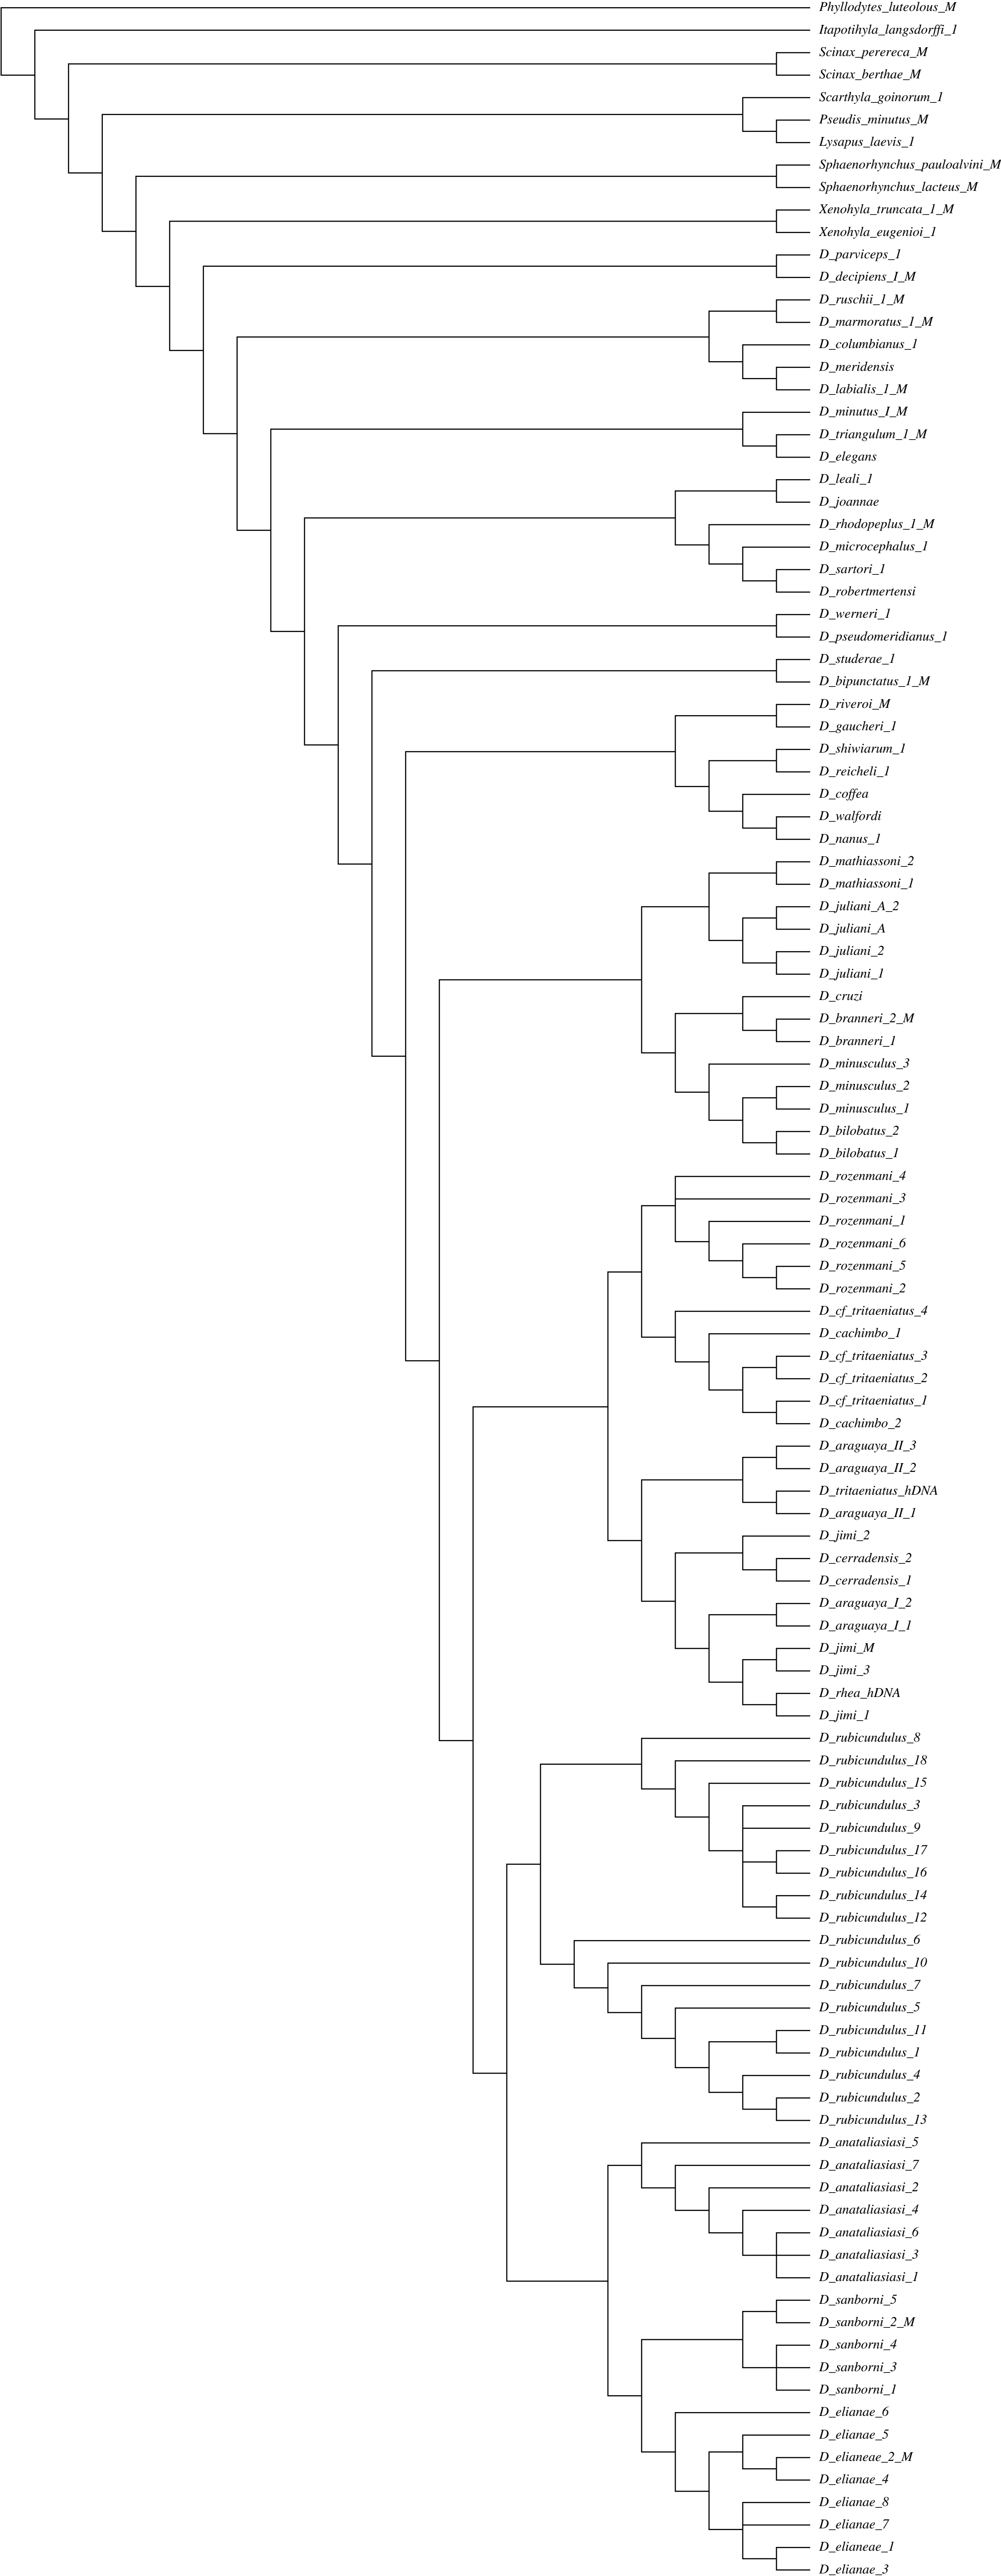 Phyllodytes_luteolous_M
Itapotihyla_langsdorffi_1
Scinax_perereca_M
Scinax_berthae_M
Scarthyla_goinorum_1
Pseudis_minutus_M
Lysapus_laevis_1
Sphaenorhynchus_pauloalvini_M
Sphaenorhynchus_lacteus_M
Xenohyla_truncata_1_M
Xenohyla_eugenioi_1
D_parviceps_1
D_decipiens_I_M
D_ruschii_1_M
D_marmoratus_1_M
D_columbianus_1
D_meridensis
D_labialis_1_M
D_minutus_I_M
D_triangulum_1_M
D_elegans
D_leali_1
D_joannae
D_rhodopeplus_1_M
D_microcephalus_1
D_sartori_1
D_robertmertensi
D_werneri_1
D_pseudomeridianus_1
D_studerae_1
D_bipunctatus_1_M
D_riveroi_M
D_gaucheri_1
D_shiwiarum_1
D_reicheli_1
D_coffea
D_walfordi
D_nanus_1
D_mathiassoni_2
D_mathiassoni_1
D_juliani_A_2
D_juliani_A
D_juliani_2
D_juliani_1
D_cruzi
D_branneri_2_M
D_branneri_1
D_minusculus_3
D_minusculus_2
D_minusculus_1
D_bilobatus_2
D_bilobatus_1
D_rozenmani_4
D_rozenmani_3
D_rozenmani_1
D_rozenmani_6
D_rozenmani_5
D_rozenmani_2
D_cf_tritaeniatus_4
D_cachimbo_1
D_cf_tritaeniatus_3
D_cf_tritaeniatus_2
D_cf_tritaeniatus_1
D_cachimbo_2
D_araguaya_II_3
D_araguaya_II_2
D_tritaeniatus_hDNA
D_araguaya_II_1
D_jimi_2
D_cerradensis_2
D_cerradensis_1
D_araguaya_I_2
D_araguaya_I_1
D_jimi_M
D_jimi_3
D_rhea_hDNA
D_jimi_1
D_rubicundulus_8
D_rubicundulus_18
D_rubicundulus_15
D_rubicundulus_3
D_rubicundulus_9
D_rubicundulus_17
D_rubicundulus_16
D_rubicundulus_14
D_rubicundulus_12
D_rubicundulus_6
D_rubicundulus_10
D_rubicundulus_7
D_rubicundulus_5
D_rubicundulus_11
D_rubicundulus_1
D_rubicundulus_4
D_rubicundulus_2
D_rubicundulus_13
D_anataliasiasi_5
D_anataliasiasi_7
D_anataliasiasi_2
D_anataliasiasi_4
D_anataliasiasi_6
D_anataliasiasi_3
D_anataliasiasi_1
D_sanborni_5
D_sanborni_2_M
D_sanborni_4
D_sanborni_3
D_sanborni_1
D_elianae_6
D_elianae_5
D_elianeae_2_M
D_elianae_4
D_elianae_8
D_elianae_7
D_elianeae_1
D_elianae_3